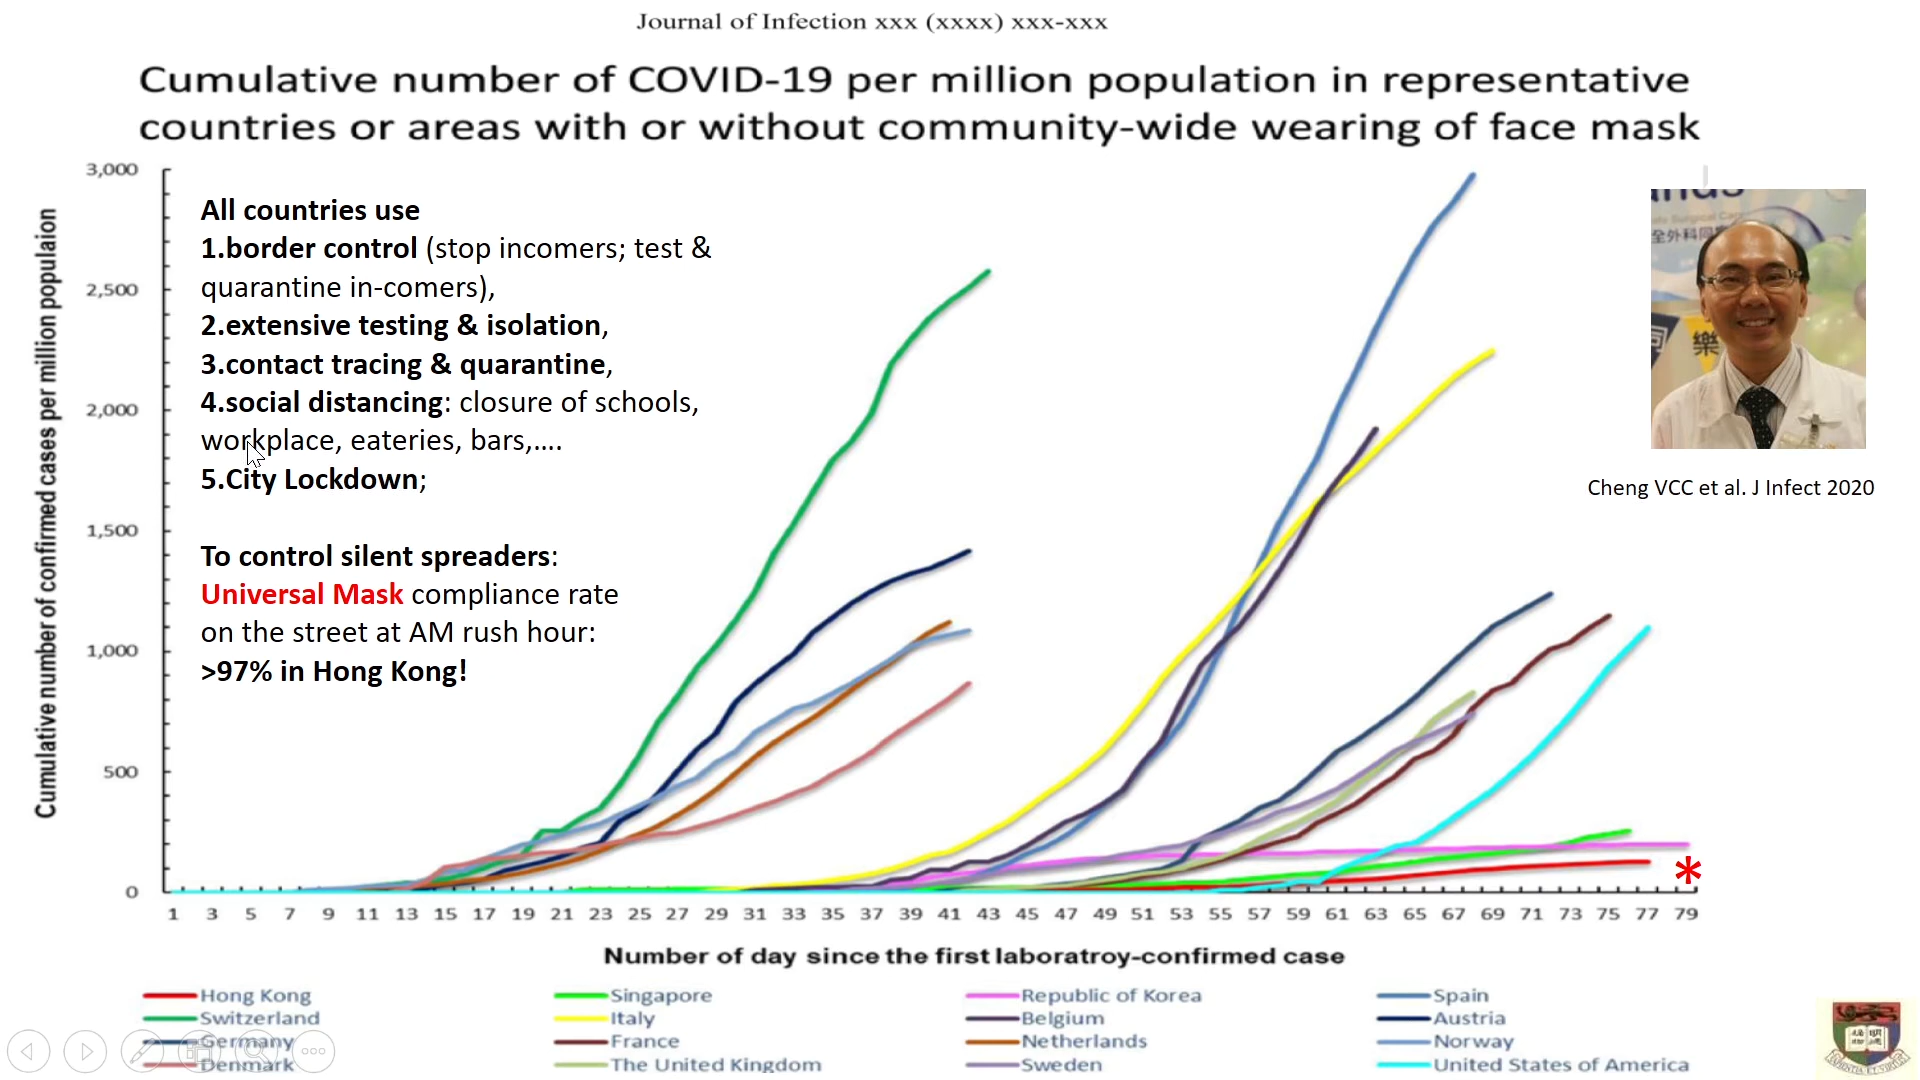 Journal of Infection xxx (xxxx) xxx-xxx
Cumulative number of COVID-19 per million population in representative
countries or areas with or without community-wide wearing of face mask
Cumulative number of confirmed cases per million populaion
3,000
2,500
2,000
1,500
1,000
500
0
All countries use
1.border control (stop incomers; test &
quarantine in-comers),
2.extensive testing & isolation,
3.contact tracing & quarantine,
4.social distancing: closure of schools,
workplace, eateries, bars,....
5.City Lockdown;
To control silent spreaders:
Universal Mask compliance rate
on the street at AM rush hour:
>97% in Hong Kong!
全外科同
同
樂
Cheng VCC et al. J Infect 2020
*
1 3 5 7 9 11 13 15 17 19 21 23 25 27 29 31 33 35 37 39 41 43 45 47 49 51 53 55 57 59 61 63 65 67 69 71 73 75 77 79
Number of day since the first laboratroy-confirmed case
Hong Kong Singapore Republic of Korea Spain
Switzerland Italy Belgium Austria
Germany France Netherlands Norway
Denmark The United Kingdom Sweden United States of America